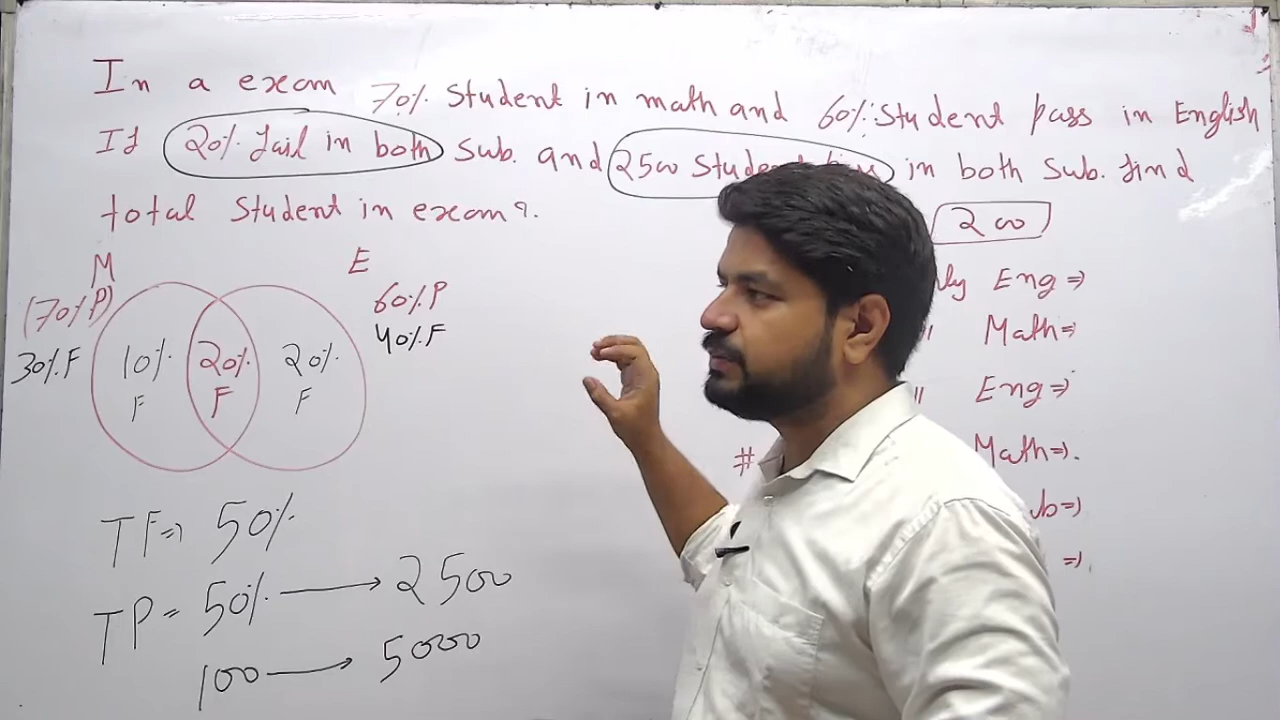 In a exam 70% Student in math and 60% Student pass in English
If 20% fail in both Sub. and 2500 Student in both Sub. find
total Student in exam?.
200
M E
(70%P) 60%P
30%F 40%F
10% 20% 20%
F F F
Eng ⇒
" Math ⇒
" Eng ⇒
# Math ⇒.
⇒
⇒
TF ⇒ 50%
TP = 50% → 2500
100 → 5000